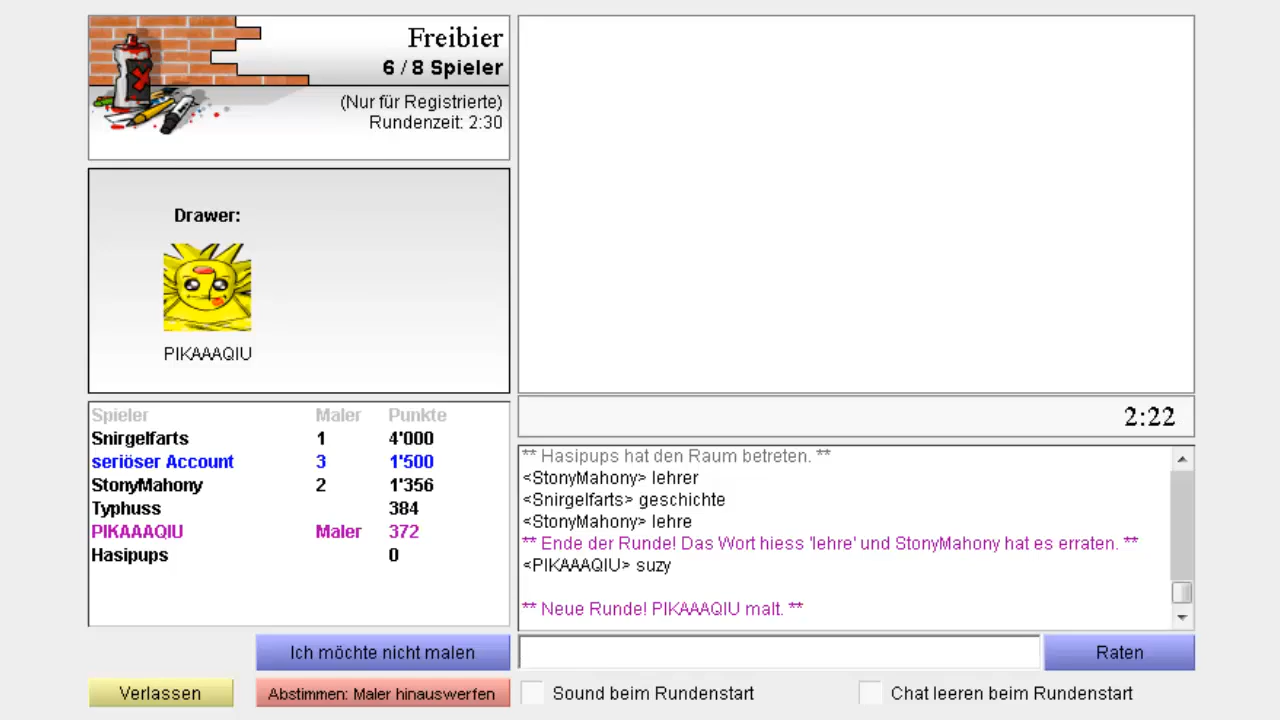 Freibier
6 / 8 Spieler
(Nur für Registrierte)
Rundenzeit: 2:30
Drawer:
PIKAAAQIU
Spieler Maler Punkte
Snirgelfarts 1 4'000
seriöser Account 3 1'500
StonyMahony 2 1'356
Typhuss 384
PIKAAAQIU Maler 372
Hasipups 0
Ich möchte nicht malen
Verlassen
Abstimmen: Maler hinauswerfen
2:22
** Hasipups hat den Raum betreten. **
<StonyMahony> lehrer
<Snirgelfarts> geschichte
<StonyMahony> lehre
** Ende der Runde! Das Wort hiess 'lehre' und StonyMahony hat es erraten. **
<PIKAAAQIU> suzy
** Neue Runde! PIKAAAQIU malt. **
Raten
Sound beim Rundenstart
Chat leeren beim Rundenstart